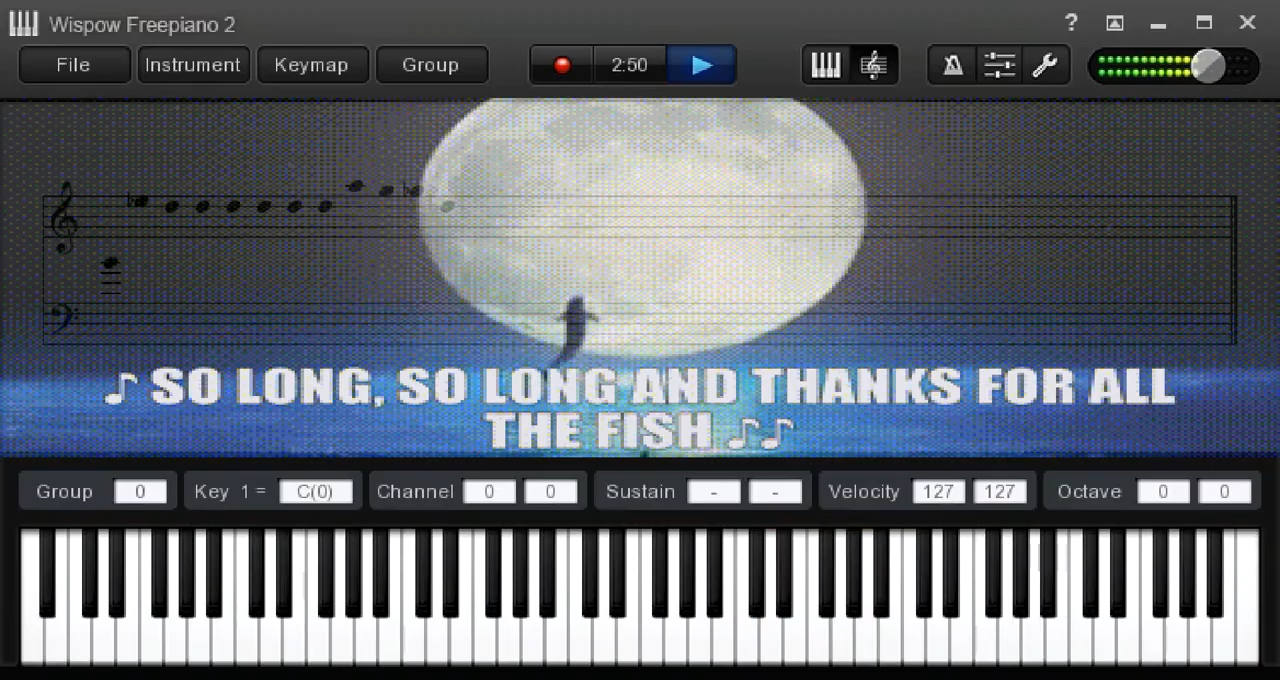 Wispow Freepiano 2
?
File Instrument Keymap Group 2:50
♪ SO LONG, SO LONG AND THANKS FOR ALL
THE FISH ♪♪
Group 0 Key 1 = C(0) Channel 0 0 Sustain - - Velocity 127 127 Octave 0 0